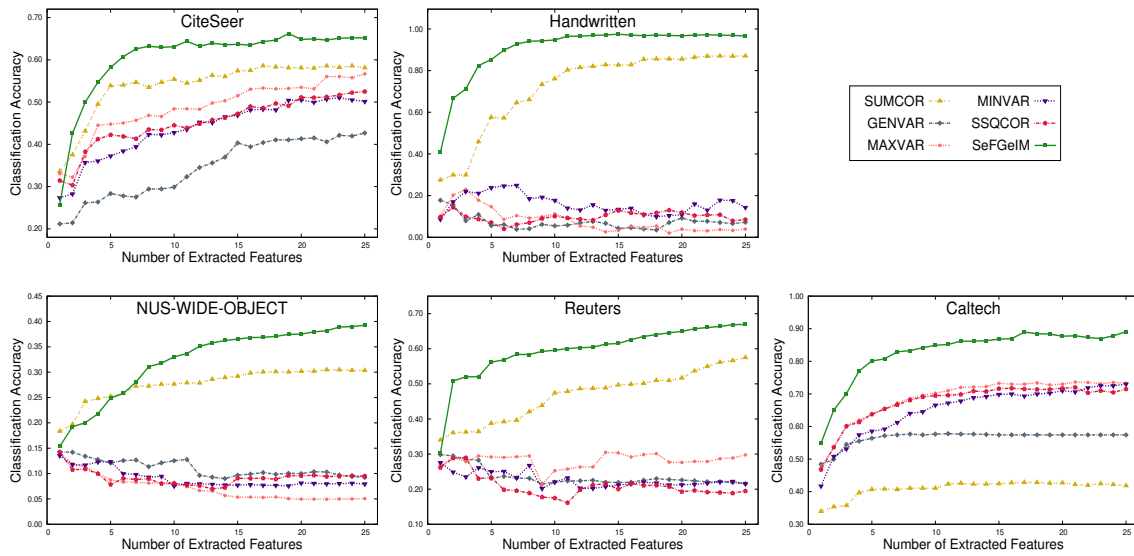 CiteSeer
Classification Accuracy
0.70
0.60
0.50
0.40
0.30
0.20
0 5 10 15 20 25
Number of Extracted Features
Handwritten
Classification Accuracy
1.00
0.80
0.60
0.40
0.20
0.00
0 5 10 15 20 25
Number of Extracted Features
SUMCOR MINVAR
GENVAR SSQCOR
MAXVAR SeFGeIM
NUS-WIDE-OBJECT
Classification Accuracy
0.45
0.40
0.35
0.30
0.25
0.20
0.15
0.10
0.05
0.00
0 5 10 15 20 25
Number of Extracted Features
Reuters
Classification Accuracy
0.70
0.60
0.50
0.40
0.30
0.20
0.10
0 5 10 15 20 25
Number of Extracted Features
Caltech
Classification Accuracy
1.00
0.90
0.80
0.70
0.60
0.50
0.40
0.30
0 5 10 15 20 25
Number of Extracted Features